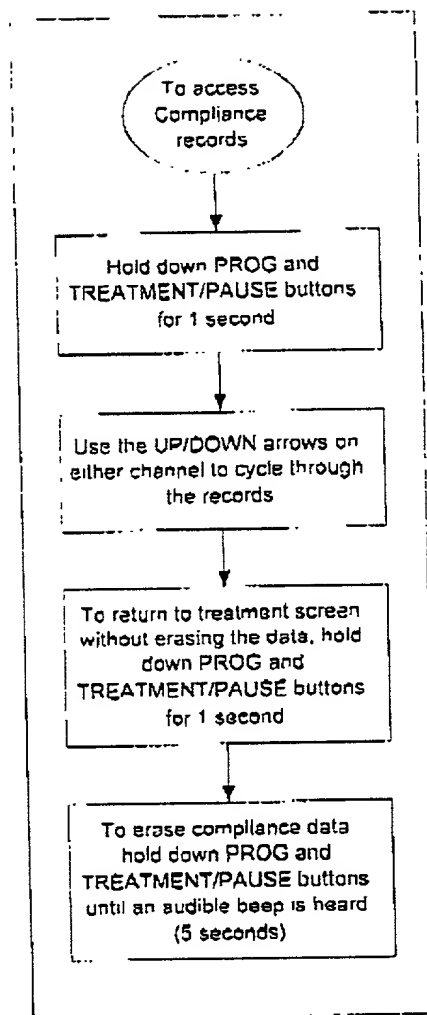 To access
Compliance
records
Hold down PROG and
TREATMENT/PAUSE buttons
for 1 second
Use the UP/DOWN arrows on
either channel to cycle through
the records
To return to treatment screen
without erasing the data, hold
down PROG and
TREATMENT/PAUSE buttons
for 1 second
To erase compliance data
hold down PROG and
TREATMENT/PAUSE buttons
until an audible beep is heard
(5 seconds)